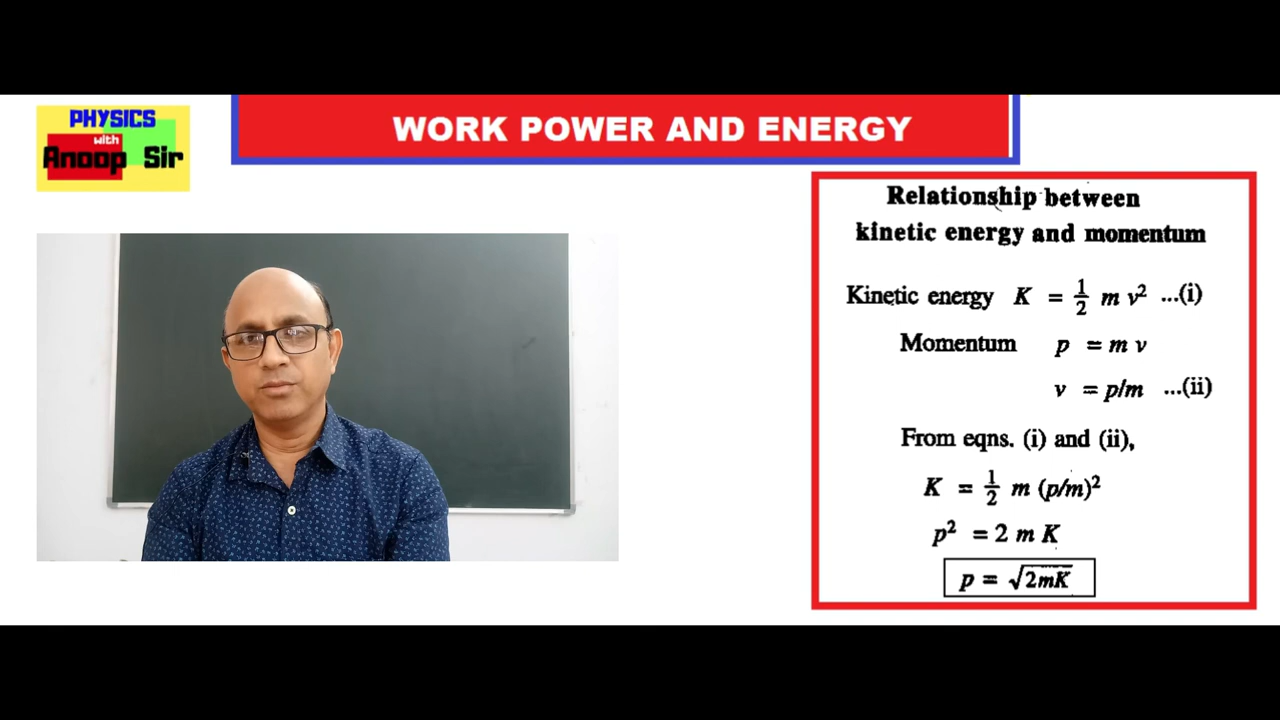 PHYSICS
with
Anoop Sir
WORK POWER AND ENERGY
Relationship between
kinetic energy and momentum
Kinetic energy K = 1/2 m v² ...(i)
Momentum p = m v
v = p/m ...(ii)
From eqns. (i) and (ii),
K = 1/2 m (p/m)²
p² = 2 m K
p = √2mK